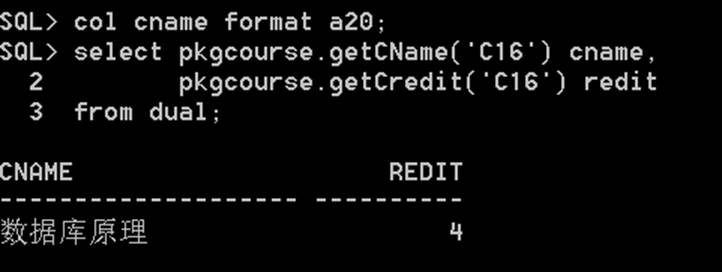 SQL> col cname format a20;
SQL> select pkgcourse.getCName('C16') cname,
  2         pkgcourse.getCredit('C16') redit
  3  from dual;

CNAME                     REDIT
-------------------- ----------
数据库原理                    4